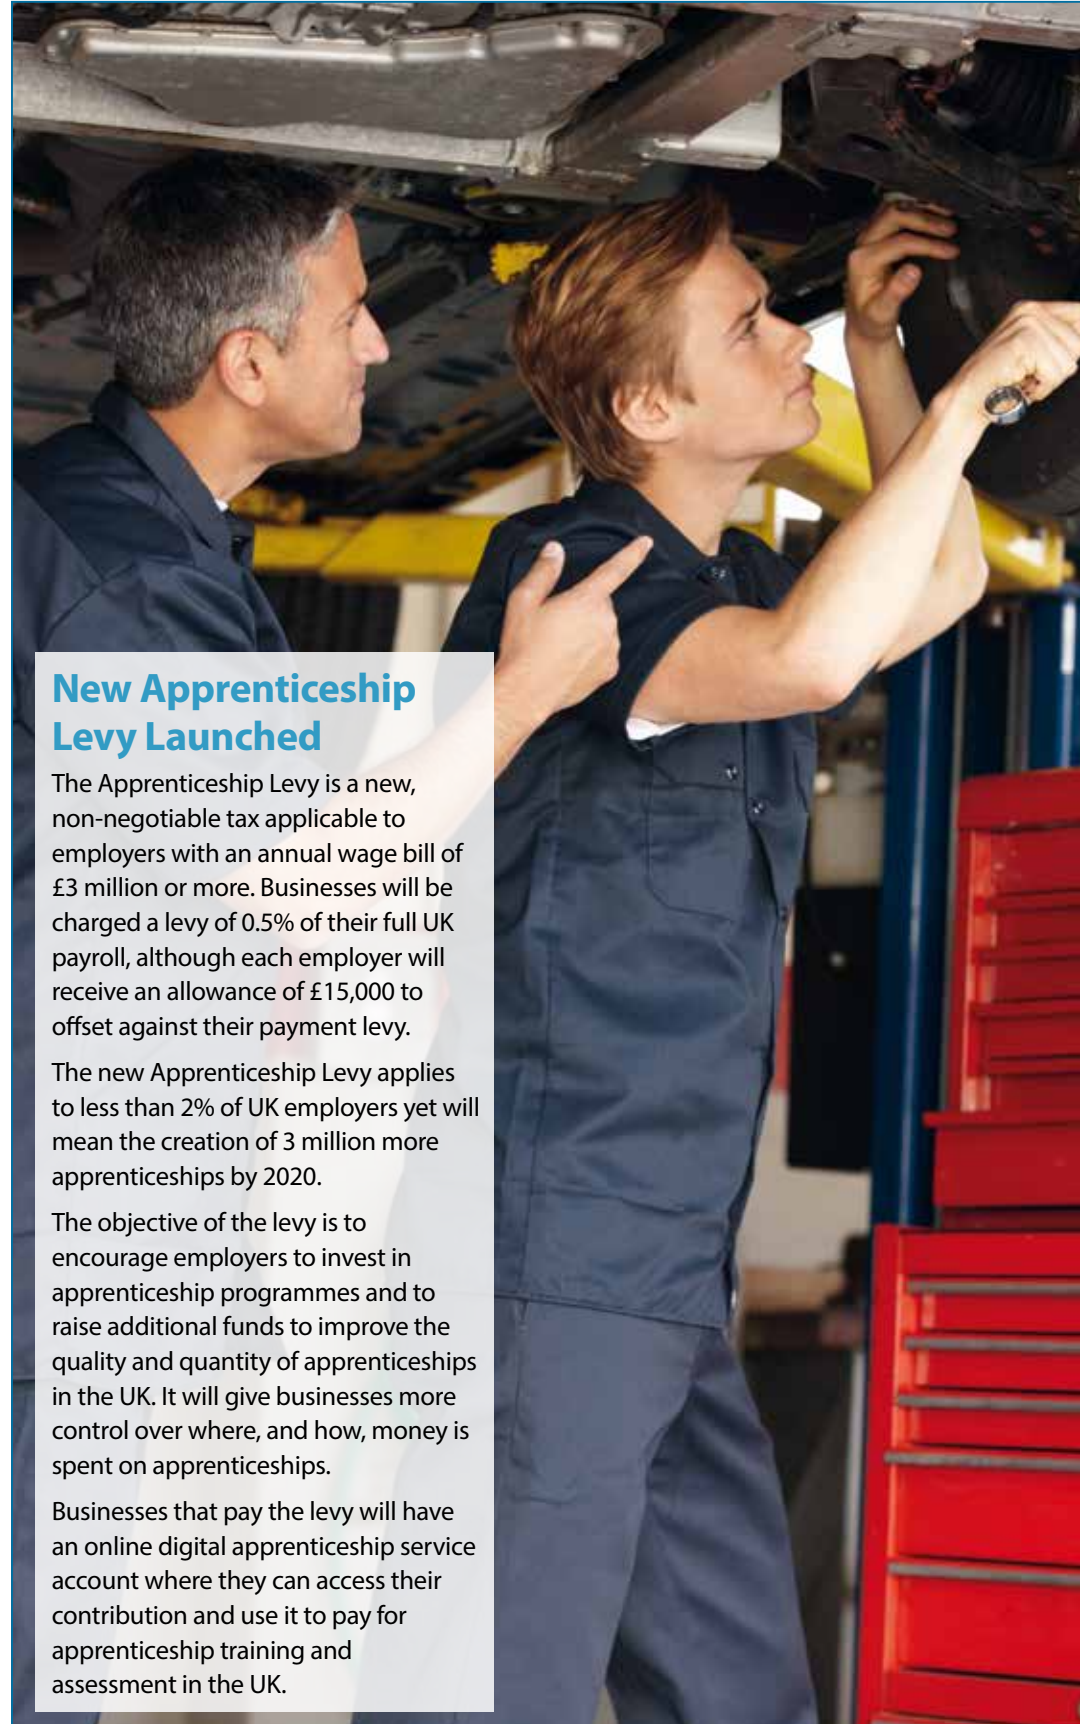 New Apprenticeship
Levy Launched
The Apprenticeship Levy is a new,
non-negotiable tax applicable to
employers with an annual wage bill of
£3 million or more. Businesses will be
charged a levy of 0.5% of their full UK
payroll, although each employer will
receive an allowance of £15,000 to
offset against their payment levy.
The new Apprenticeship Levy applies
to less than 2% of UK employers yet will
mean the creation of 3 million more
apprenticeships by 2020.
The objective of the levy is to
encourage employers to invest in
apprenticeship programmes and to
raise additional funds to improve the
quality and quantity of apprenticeships
in the UK. It will give businesses more
control over where, and how, money is
spent on apprenticeships.
Businesses that pay the levy will have
an online digital apprenticeship service
account where they can access their
contribution and use it to pay for
apprenticeship training and
assessment in the UK.